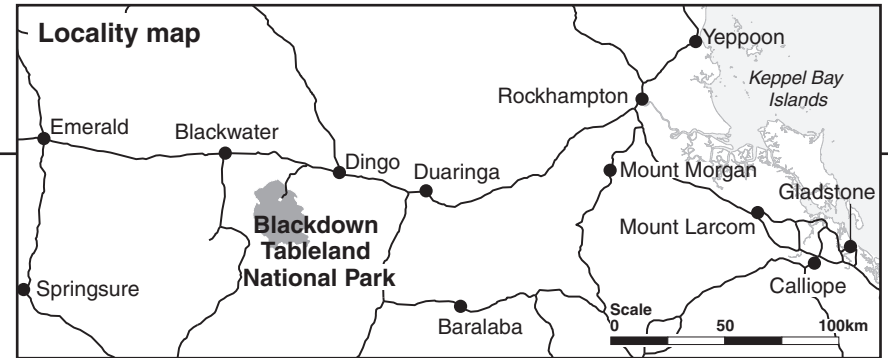 Locality map
Yeppoon
Keppel Bay
Islands
Rockhampton
Emerald
Blackwater
Dingo
Duaringa
Mount Morgan
Gladstone
Blackdown
Tableland
National Park
Mount Larcom
Springsure
Calliope
Baralaba
Scale
0 50 100km